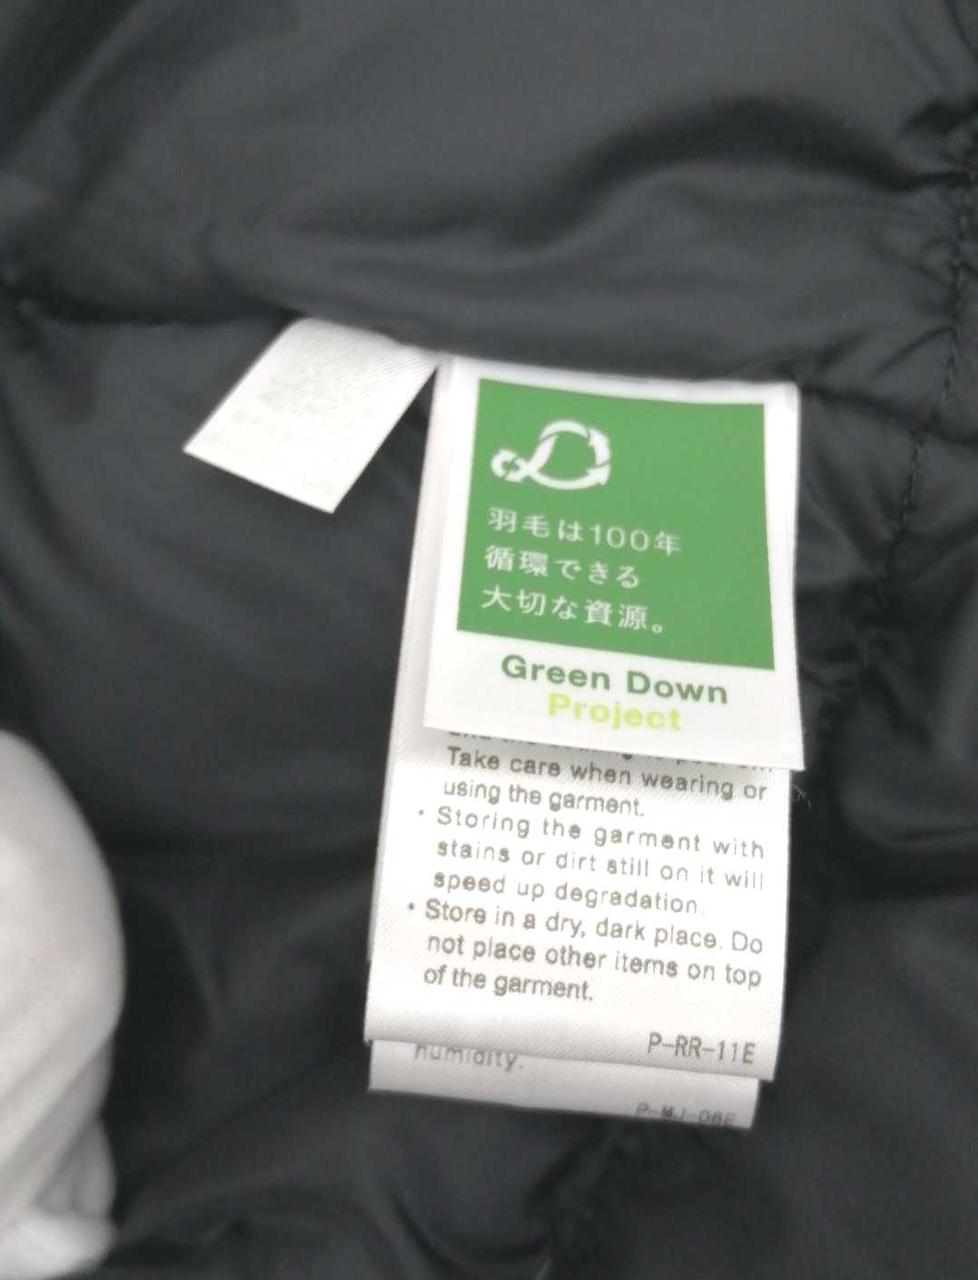 羽毛は100年
循環できる
大切な資源。
Green Down
Project
Take care when wearing or
using the garment.
・Storing the garment with
stains or dirt still on it will
speed up degradation.
・Store in a dry, dark place. Do
not place other items on top
of the garment.
P-RR-11E
humidity.
P-MJ-06E